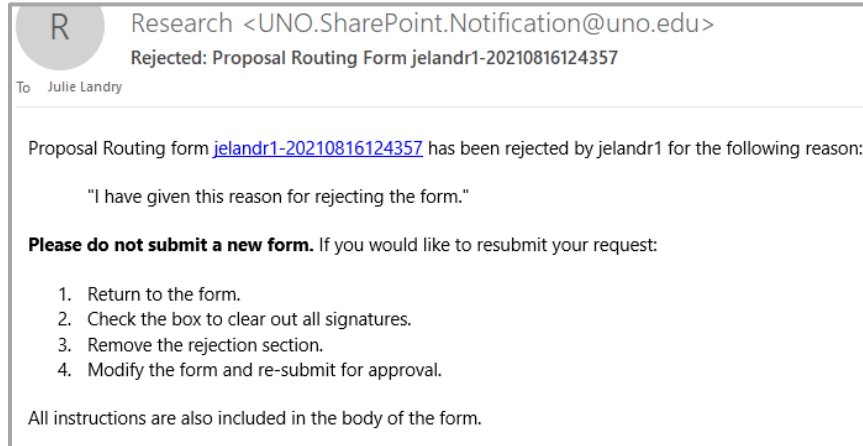 R
Research <UNO.SharePoint.Notification@uno.edu>
Rejected: Proposal Routing Form jelandr1-20210816124357
To Julie Landry
Proposal Routing form jelandr1-20210816124357 has been rejected by jelandr1 for the following reason:
"I have given this reason for rejecting the form."
Please do not submit a new form. If you would like to resubmit your request:
1. Return to the form.
2. Check the box to clear out all signatures.
3. Remove the rejection section.
4. Modify the form and re-submit for approval.
All instructions are also included in the body of the form.